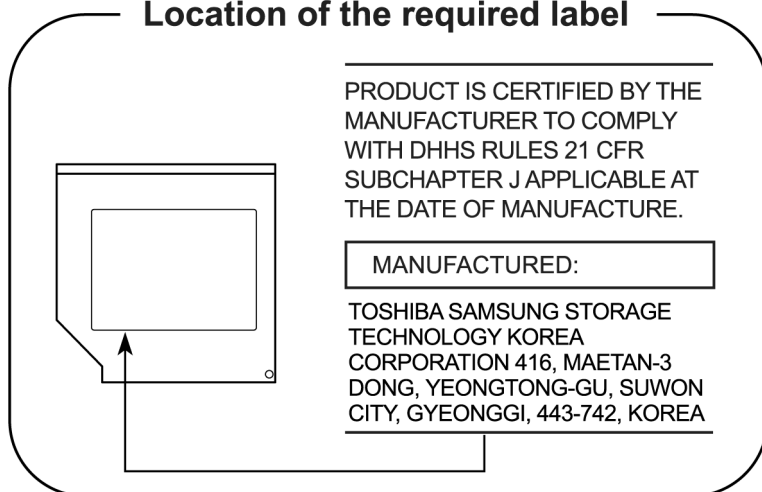 Location of the required label
PRODUCT IS CERTIFIED BY THE
MANUFACTURER TO COMPLY
WITH DHHS RULES 21 CFR
SUBCHAPTER J APPLICABLE AT
THE DATE OF MANUFACTURE.
MANUFACTURED:
TOSHIBA SAMSUNG STORAGE
TECHNOLOGY KOREA
CORPORATION 416, MAETAN-3
DONG, YEONGTONG-GU, SUWON
CITY, GYEONGGI, 443-742, KOREA